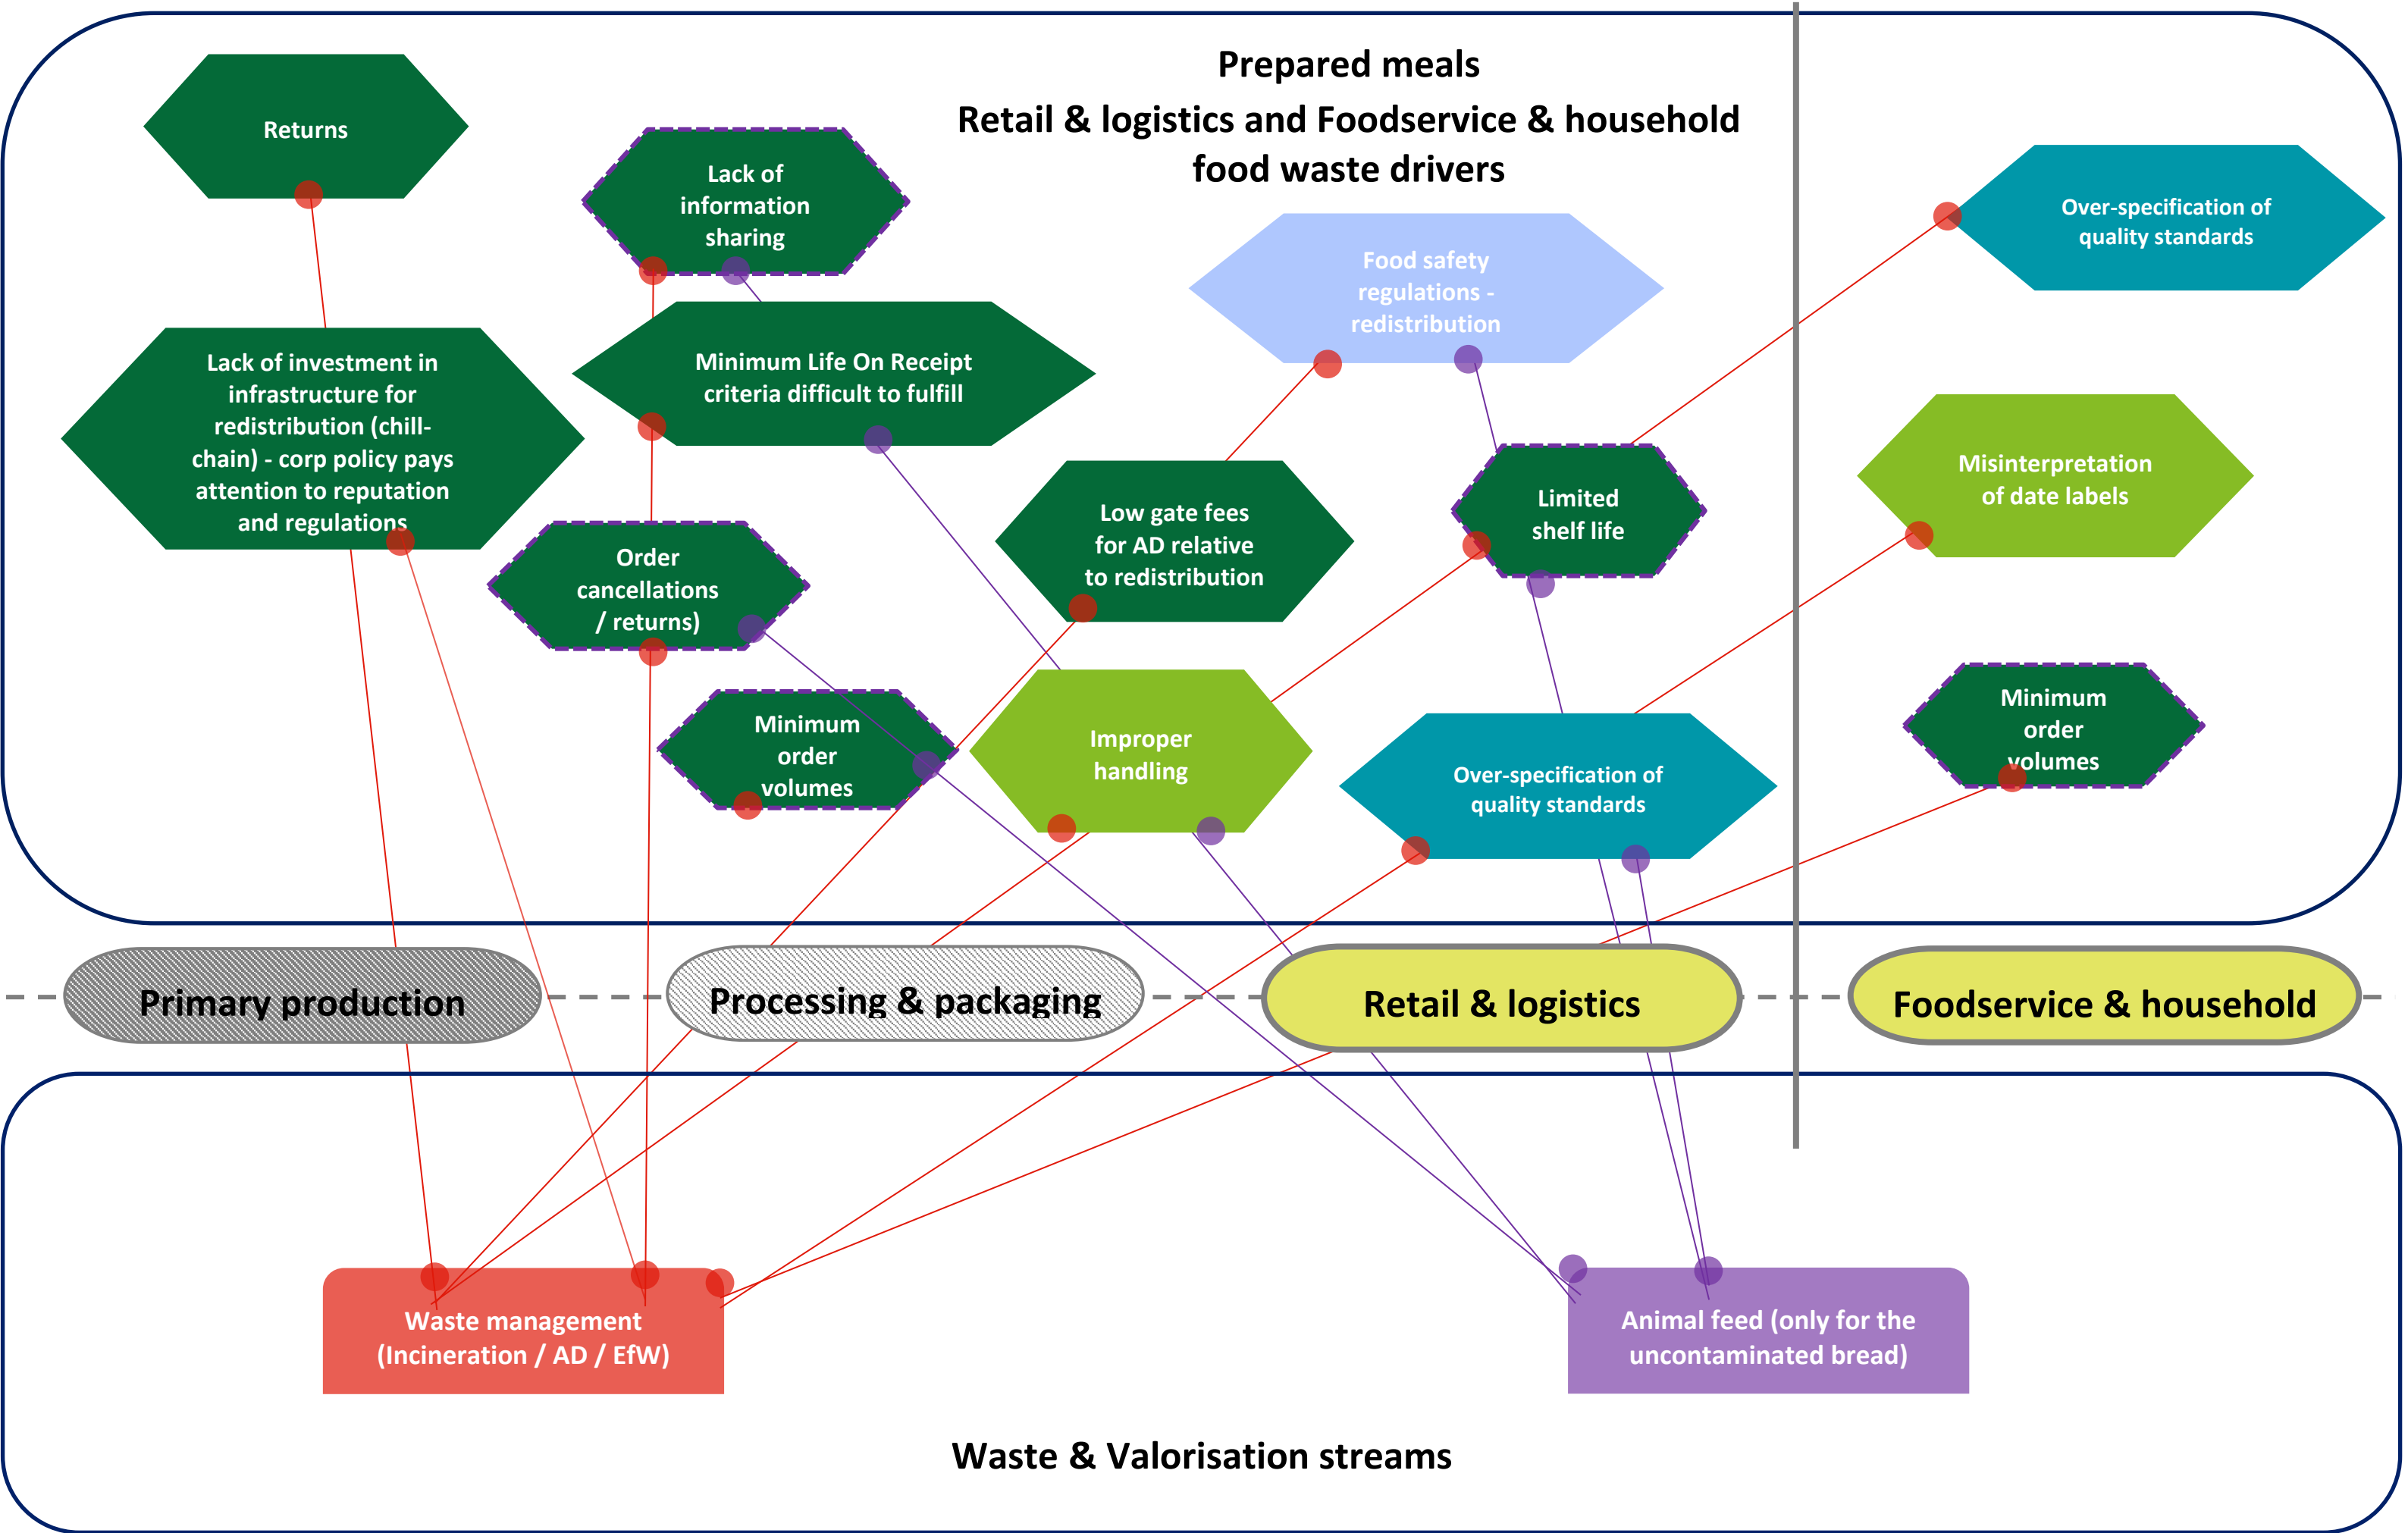 Prepared meals
Retail & logistics and Foodservice & household
food waste drivers
Returns
Lack of
information
sharing
Over-specification of
quality standards
Food safety
regulations -
redistribution
Lack of investment in
infrastructure for
redistribution (chill-
chain) - corp policy pays
attention to reputation
and regulations
Minimum Life On Receipt
criteria difficult to fulfill
Misinterpretation
of date labels
Low gate fees
for AD relative
to redistribution
Limited
shelf life
Order
cancellations
/ returns)
Minimum
order
volumes
Improper
handling
Over-specification of
quality standards
Minimum
order
volumes
Primary production
Processing & packaging
Retail & logistics
Foodservice & household
Waste management
(Incineration / AD / EfW)
Animal feed (only for the
uncontaminated bread)
Waste & Valorisation streams